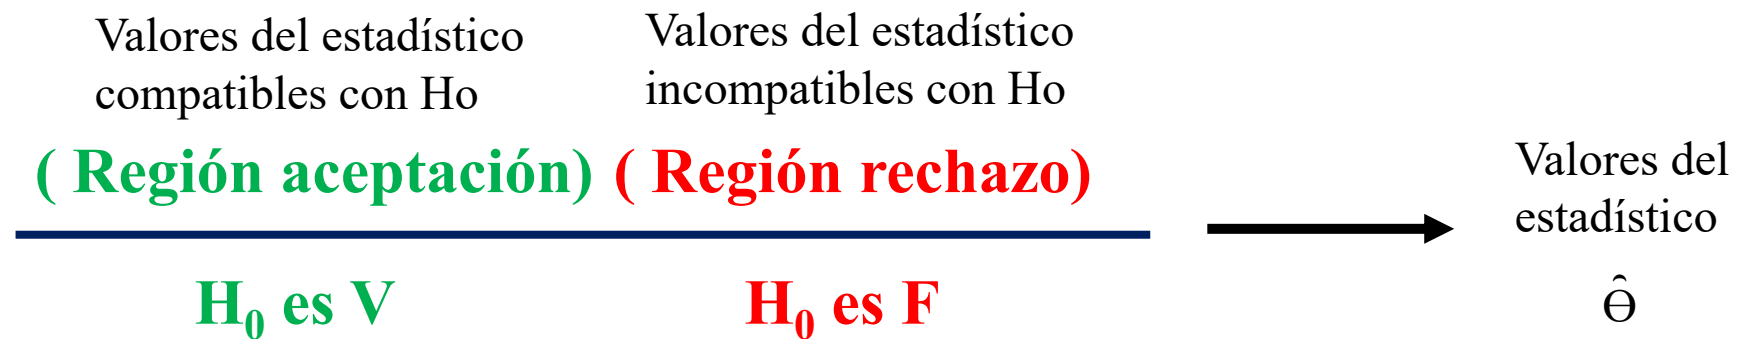 Valores del estadístico
compatibles con Ho
Valores del estadístico
incompatibles con Ho
( Región aceptación)
( Región rechazo)
H₀ es V
H₀ es F
Valores del
estadístico
ϴ̂